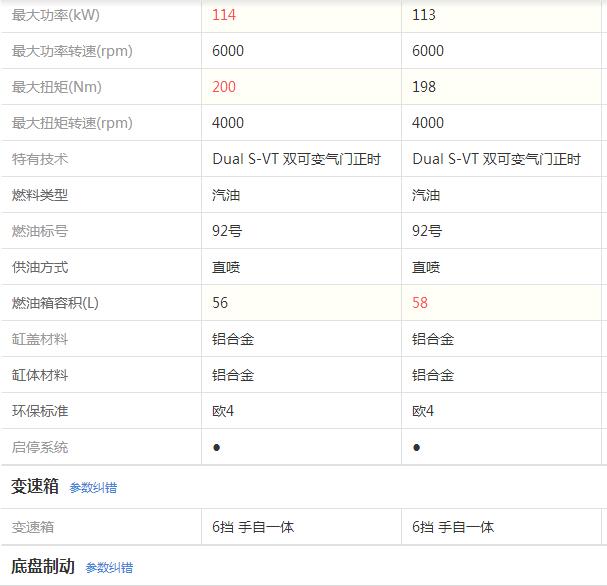 最大功率(kW) 114 113
最大功率转速(rpm) 6000 6000
最大扭矩(Nm) 200 198
最大扭矩转速(rpm) 4000 4000
特有技术 Dual S-VT 双可变气门正时 Dual S-VT 双可变气门正时
燃料类型 汽油 汽油
燃油标号 92号 92号
供油方式 直喷 直喷
燃油箱容积(L) 56 58
缸盖材料 铝合金 铝合金
缸体材料 铝合金 铝合金
环保标准 欧4 欧4
启停系统 ● ●
变速箱 参数纠错
变速箱 6挡 手自一体 6挡 手自一体
底盘制动 参数纠错